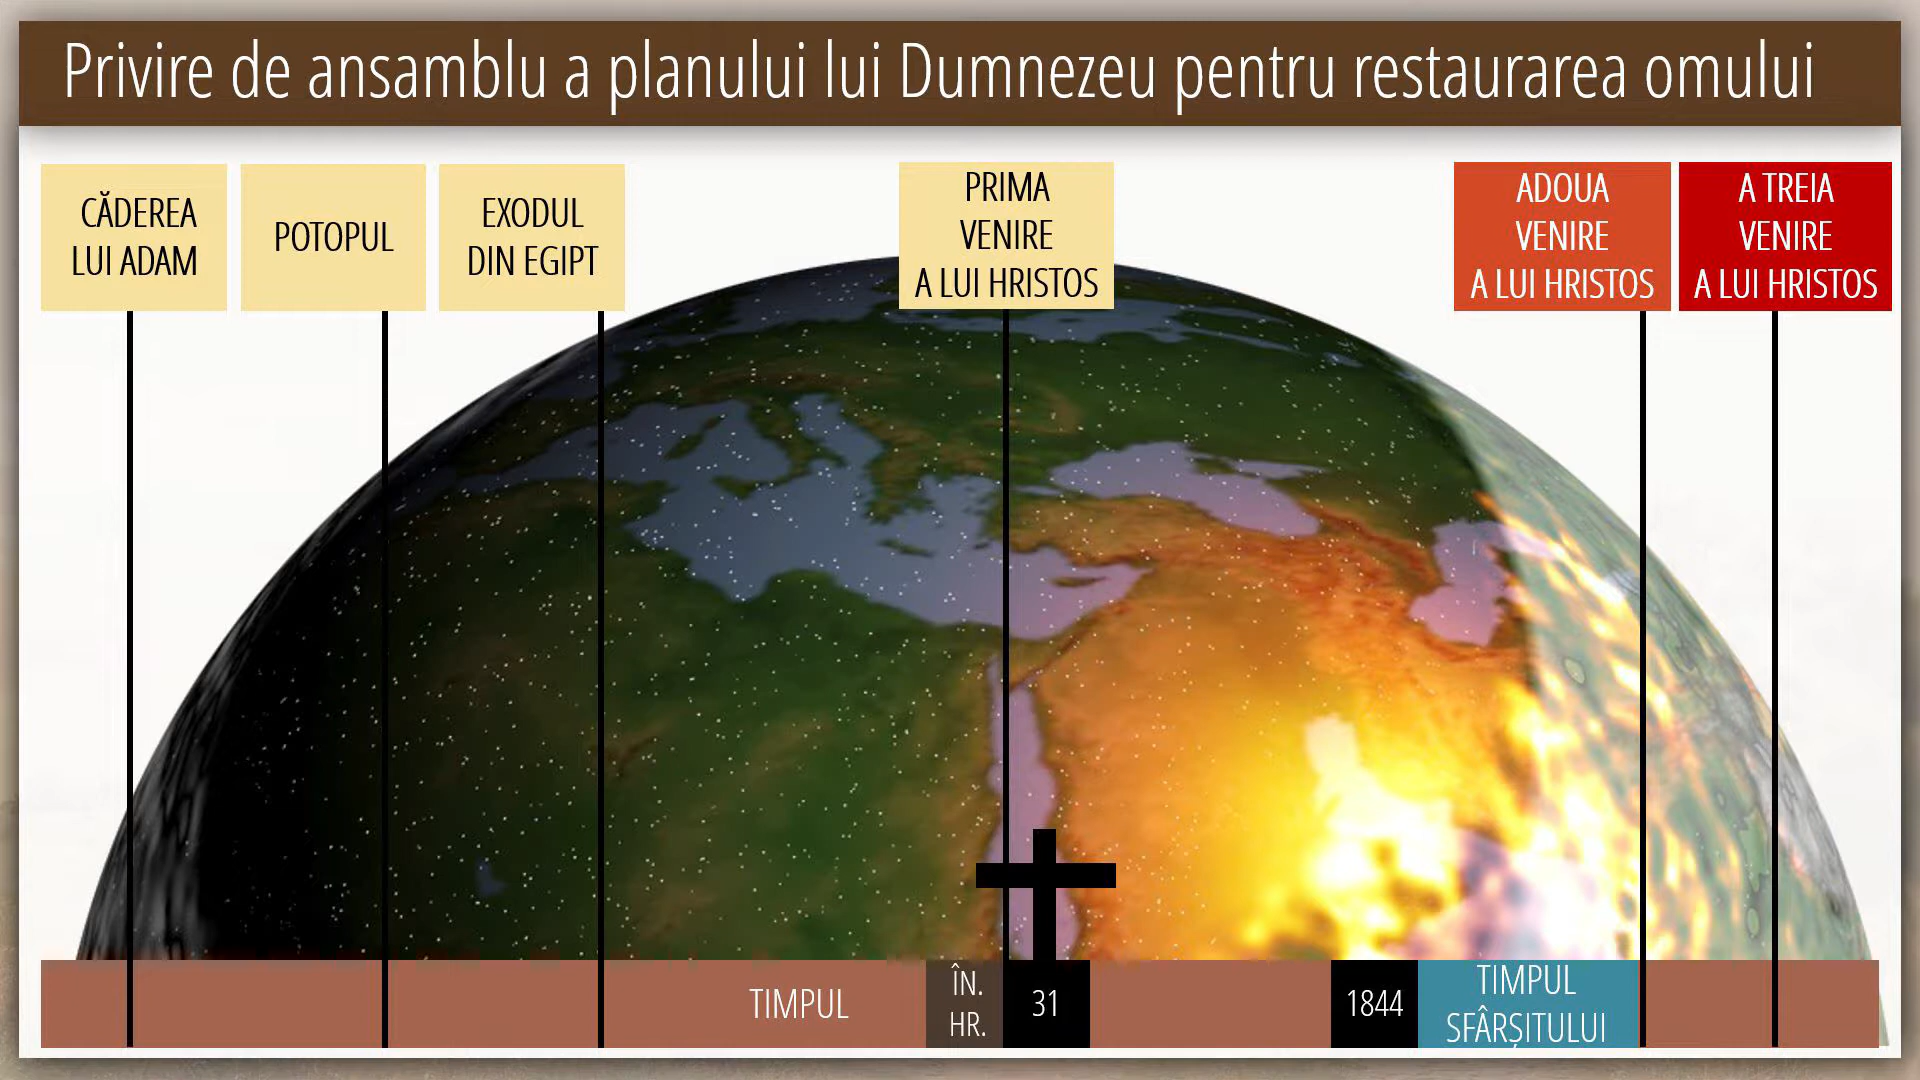 Privire de ansamblu a planului lui Dumnezeu pentru restaurarea omului
CĂDEREA
LUI ADAM
POTOPUL
EXODUL
DIN EGIPT
PRIMA
VENIRE
A LUI HRISTOS
ADOUA
VENIRE
A LUI HRISTOS
A TREIA
VENIRE
A LUI HRISTOS
TIMPUL
ÎN.
HR.
31
1844
TIMPUL
SFÂRȘITULUI